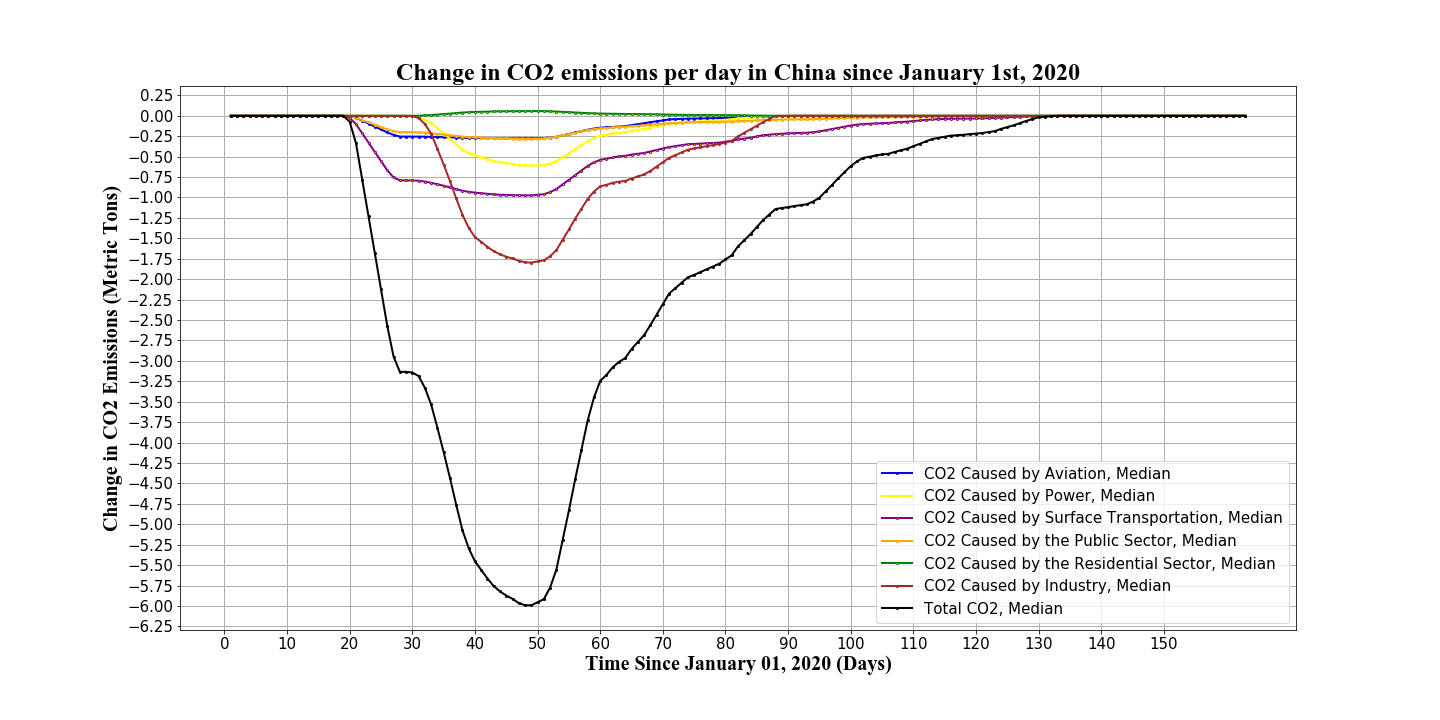 Change in CO2 emissions per day in China since January 1st, 2020
Change in CO2 Emissions (Metric Tons)
0.25
0.00
−0.25
−0.50
−0.75
−1.00
−1.25
−1.50
−1.75
−2.00
−2.25
−2.50
−2.75
−3.00
−3.25
−3.50
−3.75
−4.00
−4.25
−4.50
−4.75
−5.00
−5.25
−5.50
−5.75
−6.00
−6.25
CO2 Caused by Aviation, Median
CO2 Caused by Power, Median
CO2 Caused by Surface Transportation, Median
CO2 Caused by the Public Sector, Median
CO2 Caused by the Residential Sector, Median
CO2 Caused by Industry, Median
Total CO2, Median
0 10 20 30 40 50 60 70 80 90 100 110 120 130 140 150
Time Since January 01, 2020 (Days)